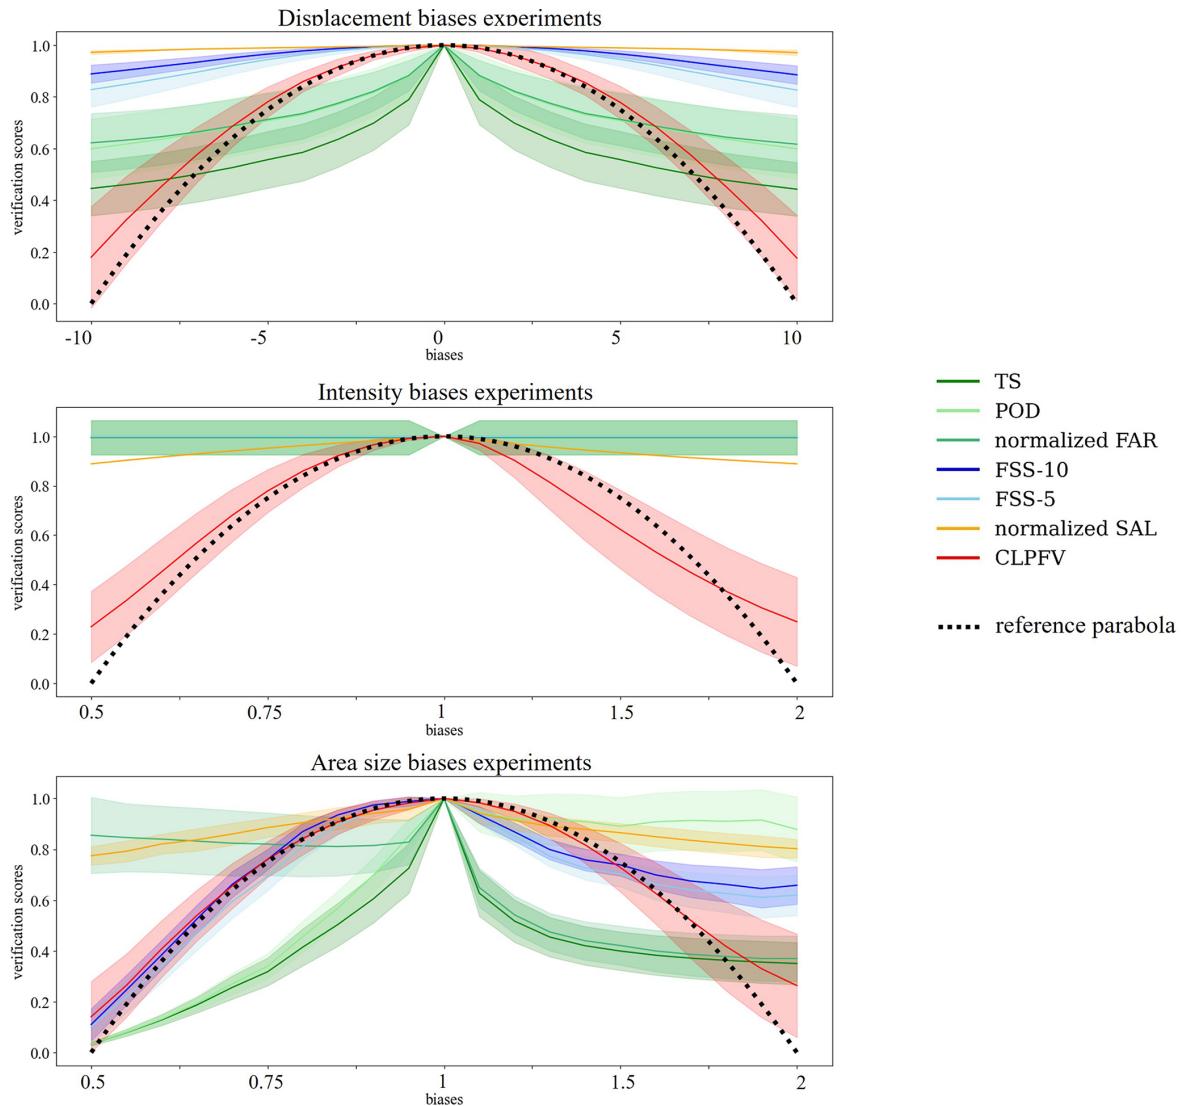 Displacement biases experiments
verification scores
1.0
0.8
0.6
0.4
0.2
0.0
-10
-5
0
5
10
biases
Intensity biases experiments
verification scores
1.0
0.8
0.6
0.4
0.2
0.0
0.5
0.75
1
1.5
2
biases
Area size biases experiments
verification scores
1.0
0.8
0.6
0.4
0.2
0.0
0.5
0.75
1
1.5
2
biases
TS
POD
normalized FAR
FSS-10
FSS-5
normalized SAL
CLPFV
reference parabola